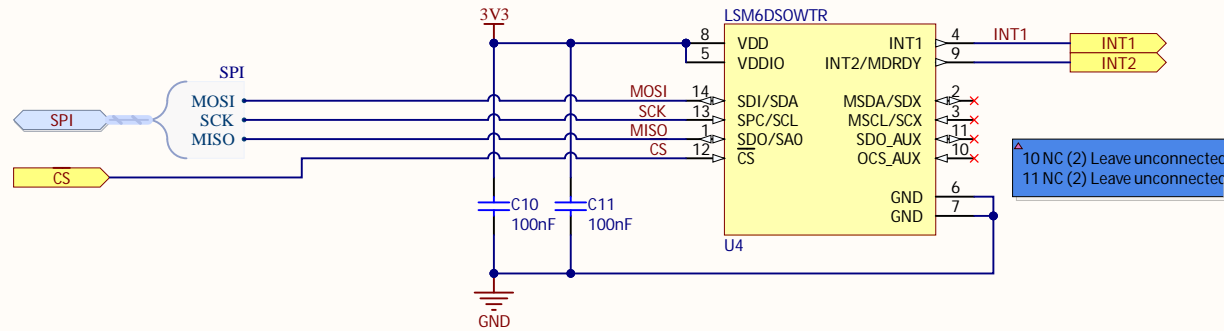 LSM6DSOWTR
3V3
8 VDD INT1 4 INT1 INT1
5 VDDIO INT2/MDRDY 9 INT2
SPI
MOSI MOSI 14 SDI/SDA MSDA/SDX 2
SPI SCK SCK 13 SPC/SCL MSCL/SCX 3
MISO MISO 1 SDO/SA0 SDO_AUX 11
CS CS 12 CS OCS_AUX 10
10 NC (2) Leave unconnected
11 NC (2) Leave unconnected
C10 C11 GND 6
100nF 100nF GND 7
U4
GND